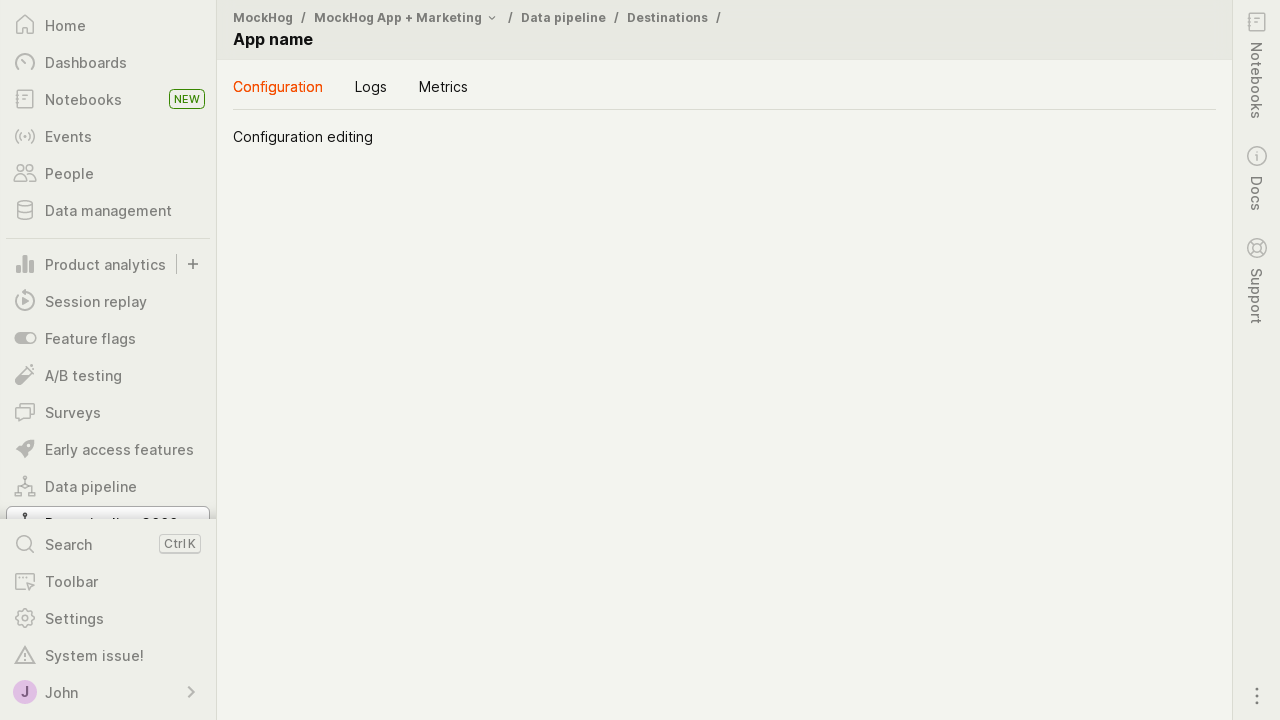 Home
Dashboards
Notebooks NEW
Events
People
Data management
Product analytics
Session replay
Feature flags
A/B testing
Surveys
Early access features
Data pipeline
Search Ctrl K
Toolbar
Settings
System issue!
J John
MockHog / MockHog App + Marketing / Data pipeline / Destinations /
App name
Configuration Logs Metrics
Configuration editing
Notebooks
Docs
Support